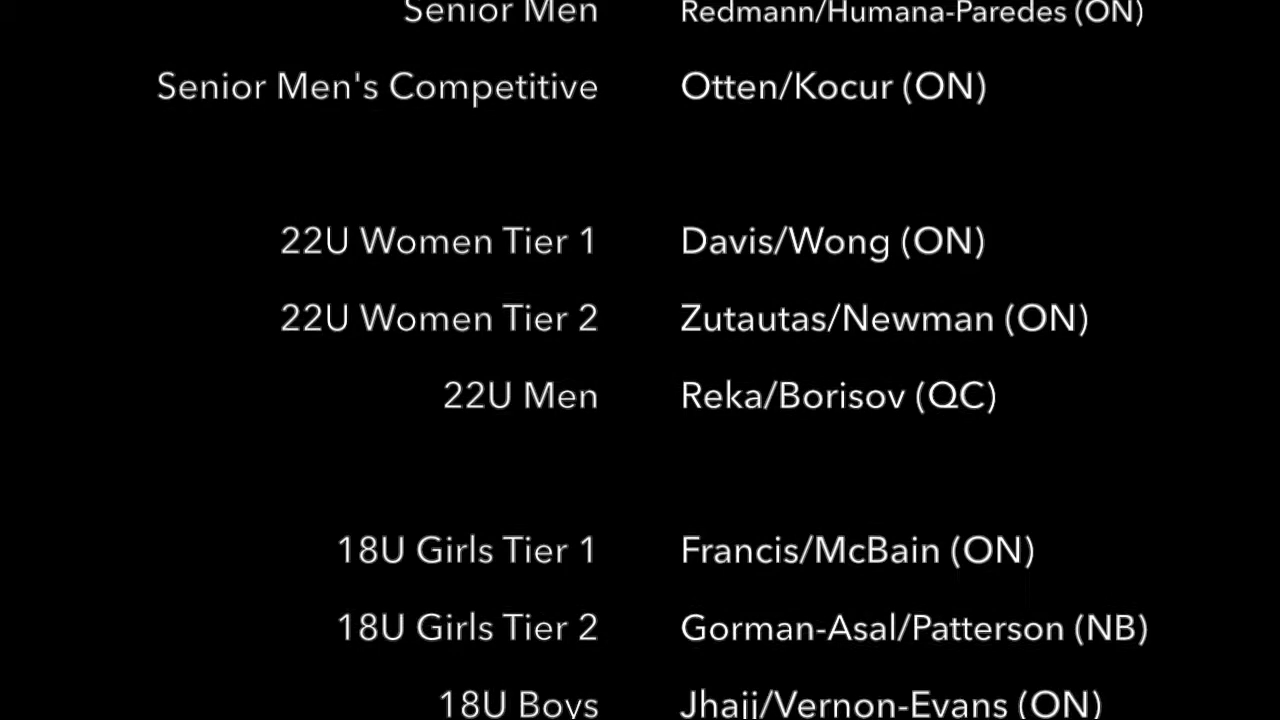 Senior Men Redmann/Humana-Paredes (ON)
Senior Men's Competitive Otten/Kocur (ON)
22U Women Tier 1 Davis/Wong (ON)
22U Women Tier 2 Zutautas/Newman (ON)
22U Men Reka/Borisov (QC)
18U Girls Tier 1 Francis/McBain (ON)
18U Girls Tier 2 Gorman-Asal/Patterson (NB)
18U Boys Jhajj/Vernon-Evans (ON)